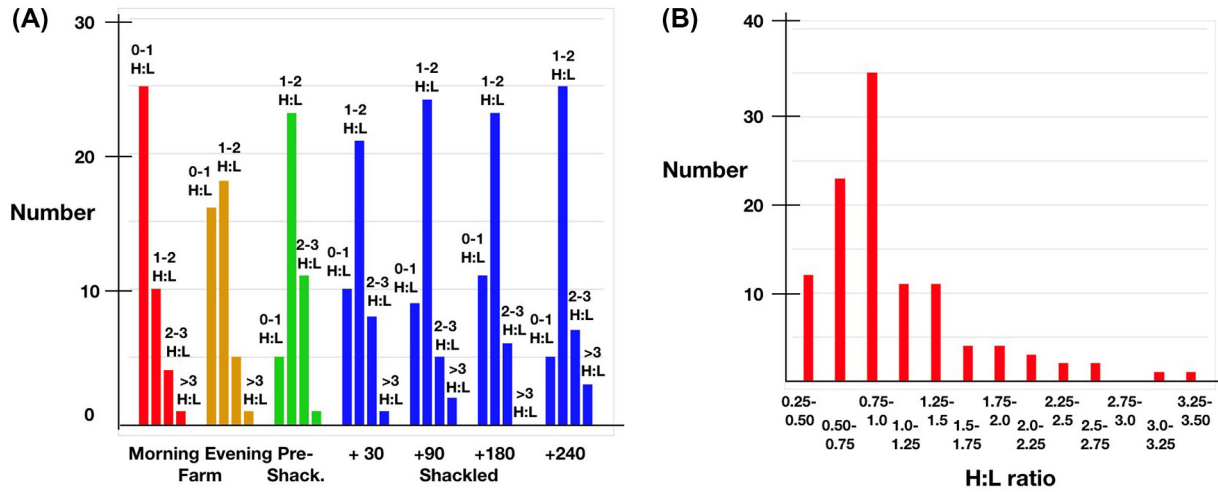 (A)
30
20
Number
10
0
0-1
H:L
1-2
H:L
2-3
H:L
>3
H:L
0-1
H:L
1-2
H:L
>3
H:L
0-1
H:L
1-2
H:L
2-3
H:L
0-1
H:L
1-2
H:L
2-3
H:L
>3
H:L
0-1
H:L
1-2
H:L
2-3
H:L
>3
H:L
0-1
H:L
1-2
H:L
2-3
H:L
>3
H:L
0-1
H:L
1-2
H:L
2-3
H:L
>3
H:L
Morning Evening Pre- + 30 +90 +180 +240
Farm Shack. Shackled
(B)
40
30
Number
20
10
0.25-
0.50
0.50-
0.75
0.75-
1.0
1.0-
1.25
1.25-
1.5
1.5-
1.75
1.75-
2.0
2.0-
2.25
2.25-
2.5
2.5-
2.75
2.75-
3.0
3.0-
3.25
3.25-
3.50
H:L ratio